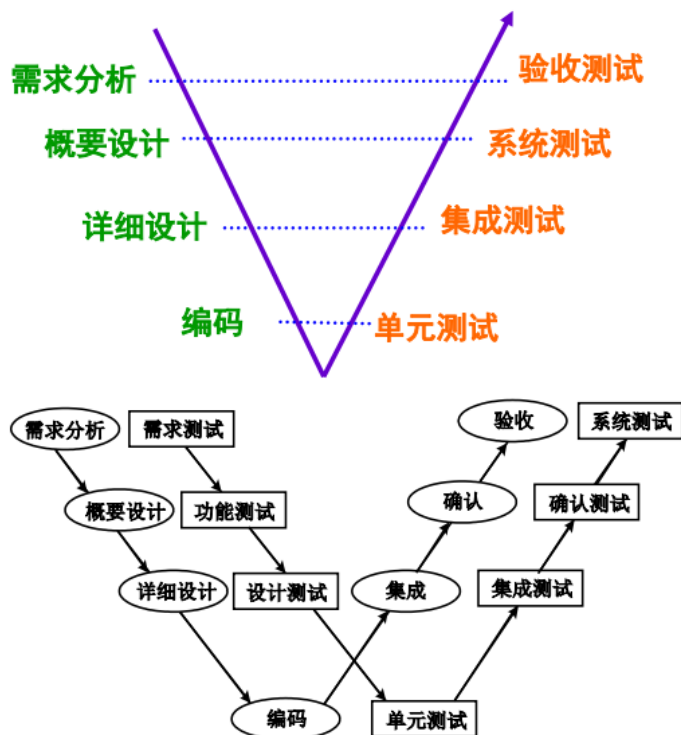 需求分析
验收测试
概要设计
系统测试
详细设计
集成测试
编码
单元测试
需求分析
需求测试
验收
系统测试
概要设计
功能测试
确认
确认测试
详细设计
设计测试
集成
集成测试
编码
单元测试